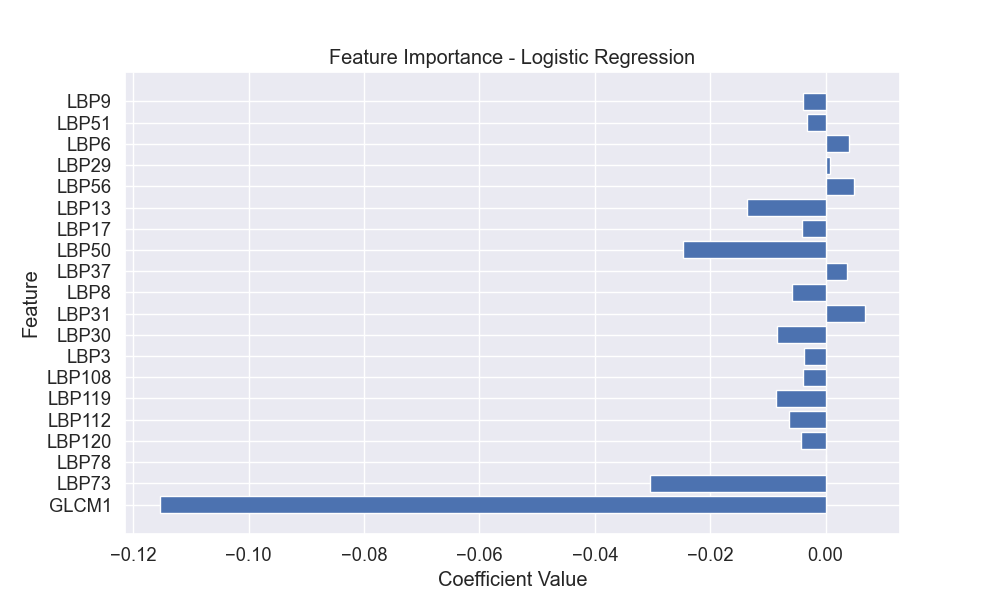 Feature Importance - Logistic Regression
LBP9
LBP51
LBP6
LBP29
LBP56
LBP13
LBP17
LBP50
LBP37
LBP8
LBP31
LBP30
LBP3
LBP108
LBP119
LBP112
LBP120
LBP78
LBP73
GLCM1
Feature
−0.12 −0.10 −0.08 −0.06 −0.04 −0.02 0.00
Coefficient Value